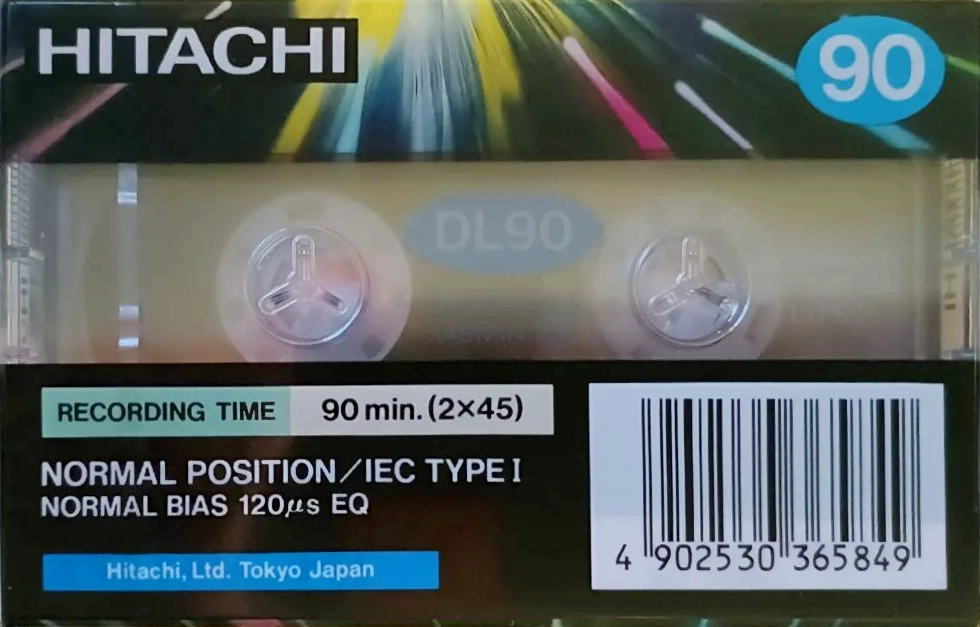 HITACHI
90
DL90
RECORDING TIME 90 min. (2×45)
NORMAL POSITION/IEC TYPE I
NORMAL BIAS 120μs EQ
Hitachi, Ltd. Tokyo Japan
4 902530 365849